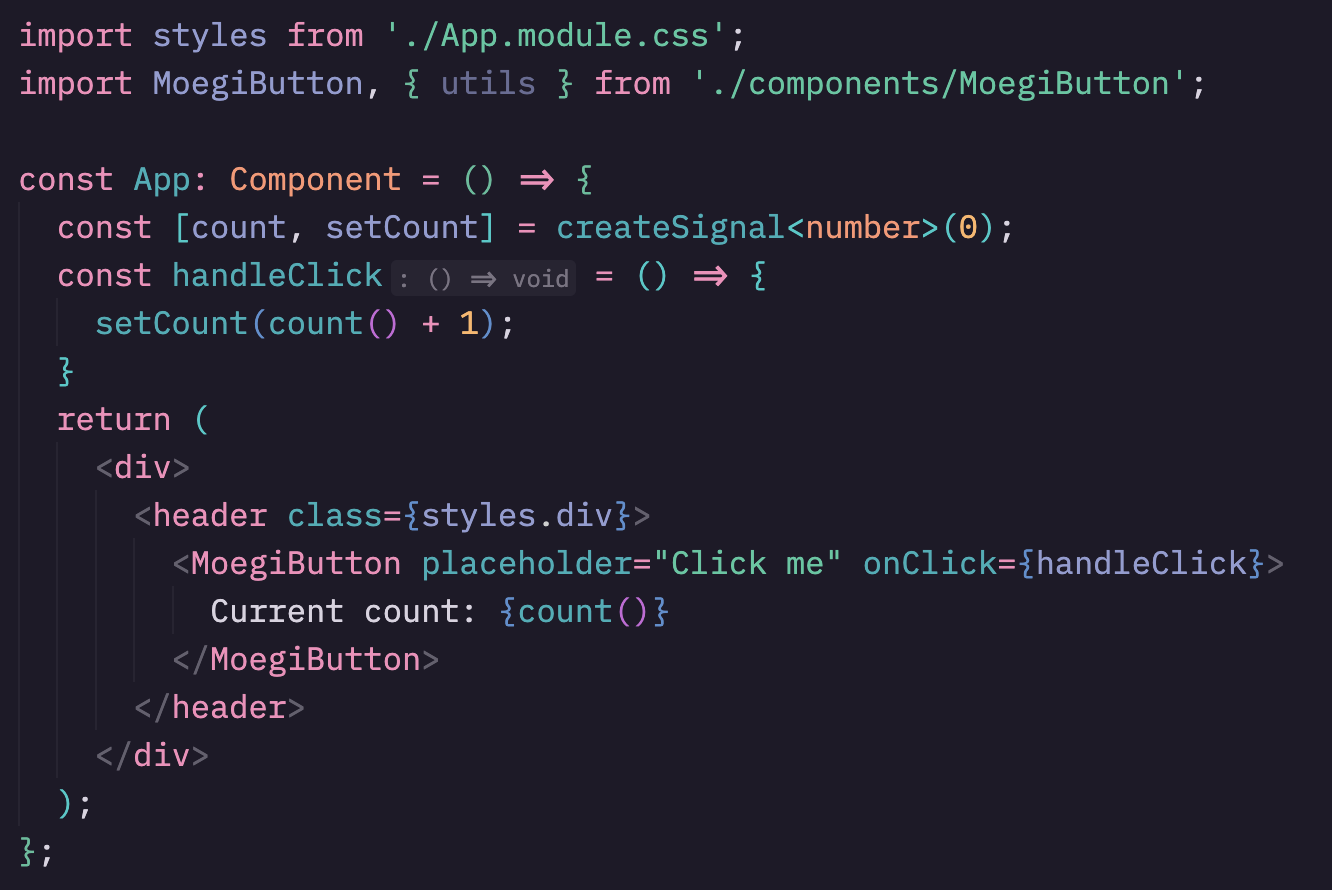 import styles from './App.module.css';
import MoegiButton, { utils } from './components/MoegiButton';

const App: Component = () => {
  const [count, setCount] = createSignal<number>(0);
  const handleClick: () => void = () => {
    setCount(count() + 1);
  }
  return (
    <div>
      <header class={styles.div}>
        <MoegiButton placeholder="Click me" onClick={handleClick}>
          Current count: {count()}
        </MoegiButton>
      </header>
    </div>
  );
};